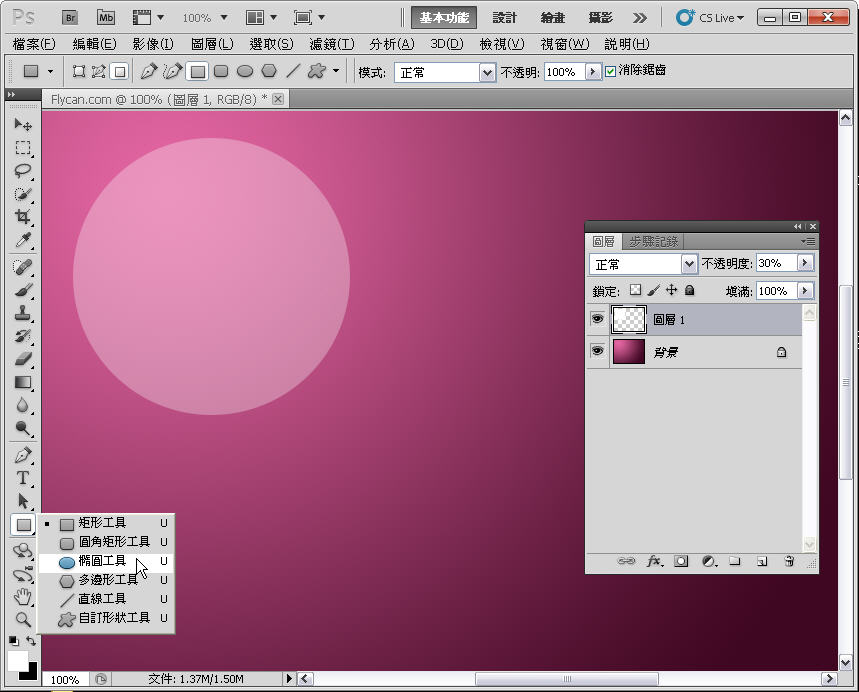 Ps Br Mb 100% 基本功能 設計 繪畫 攝影 CS Live
檔案(F) 編輯(E) 影像(I) 圖層(L) 選取(S) 濾鏡(T) 分析(A) 3D(D) 檢視(V) 視窗(W) 說明(H)
模式: 正常 不透明: 100% 消除鋸齒
Flycan.com @ 100% (圖層 1, RGB/8) *
圖層 步驟記錄
正常 不透明度: 30%
鎖定: 填滿: 100%
圖層 1
背景
矩形工具 U
圓角矩形工具 U
橢圓工具 U
多邊形工具 U
直線工具 U
自訂形狀工具 U
100% 文件: 1.37M/1.50M